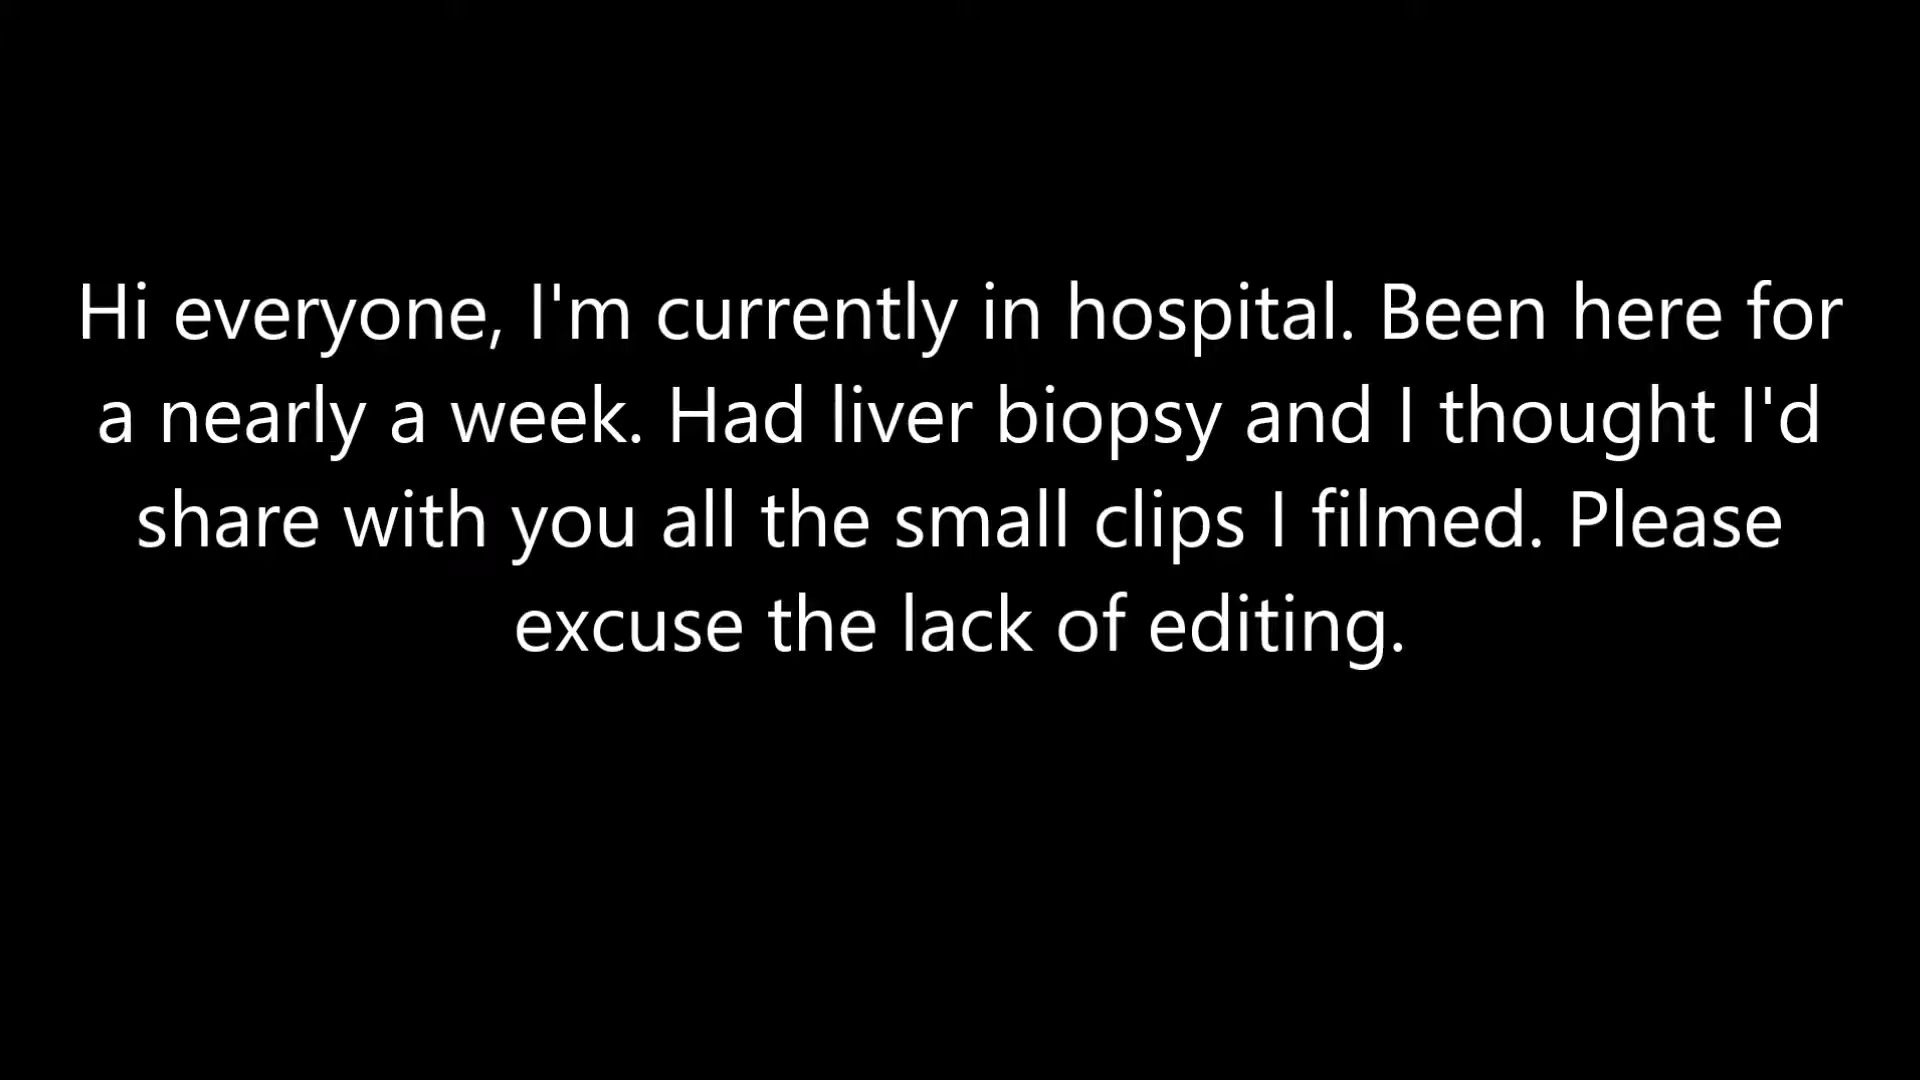 Hi everyone, I'm currently in hospital. Been here for
a nearly a week. Had liver biopsy and I thought I'd
share with you all the small clips I filmed. Please
excuse the lack of editing.